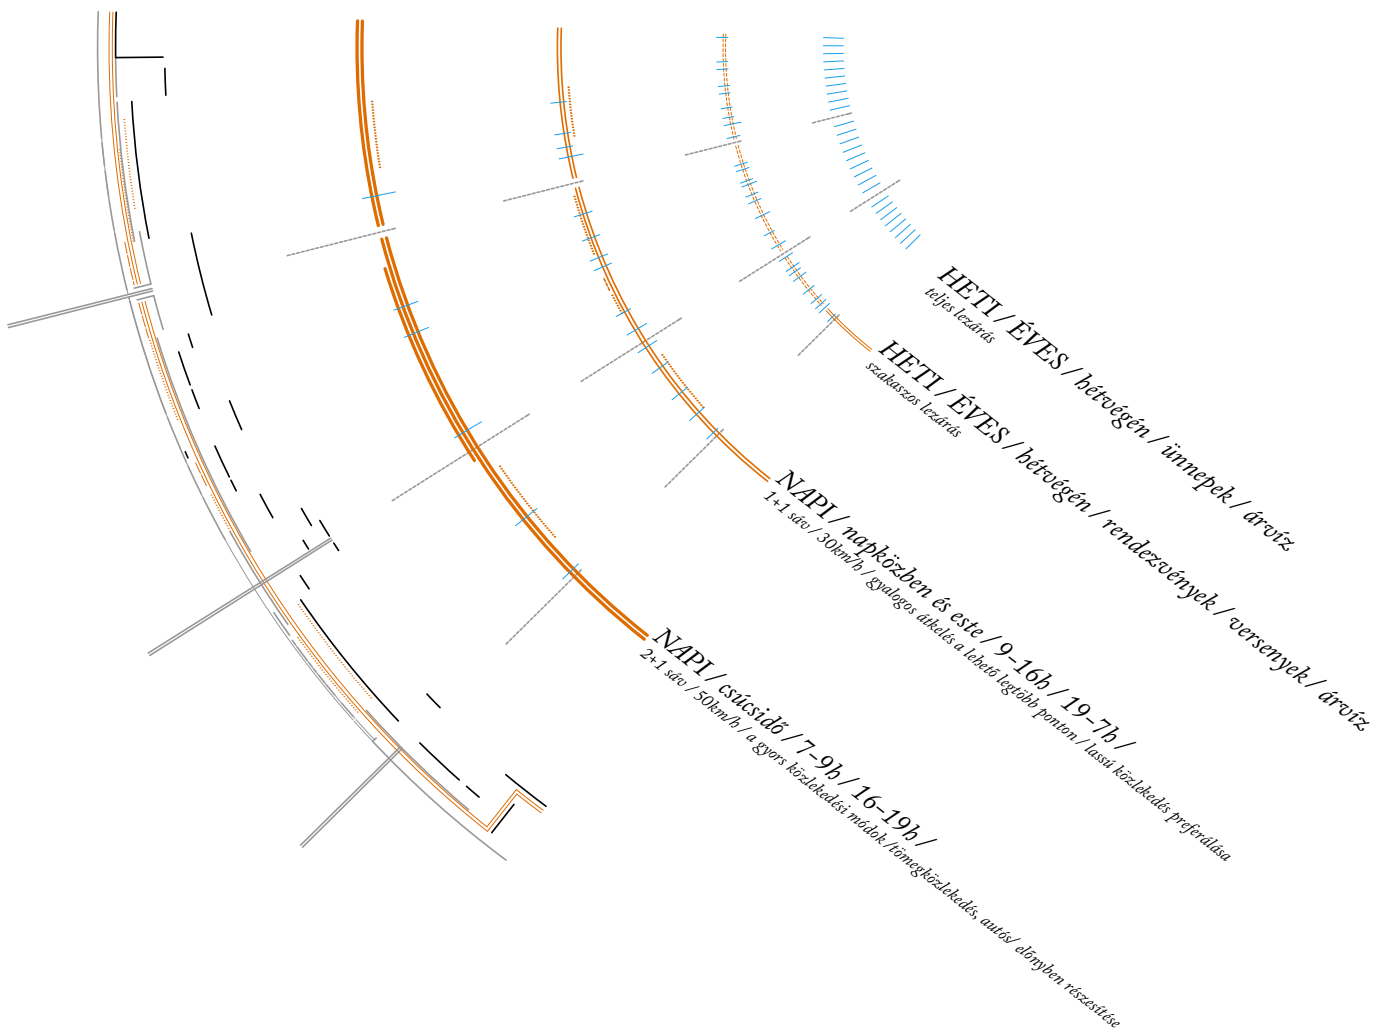 HETI / ÉVES / hétvégén / ünnepek / árvíz
teljes lezárás
HETI / ÉVES / hétvégén / rendezvények / versenyek / árvíz
szakaszos lezárás
NAPI / napközben és este / 9-16h / 19-7h /
1+1 sáv / 30km/h / gyalogos átkelés a lehető legtöbb ponton / lassú közlekedés preferálása
NAPI / csúcsidő / 7-9h / 16-19h /
2+1 sáv / 50km/h / a gyors közlekedési módok /tömegközlekedés, autós/ előnyben részesítése